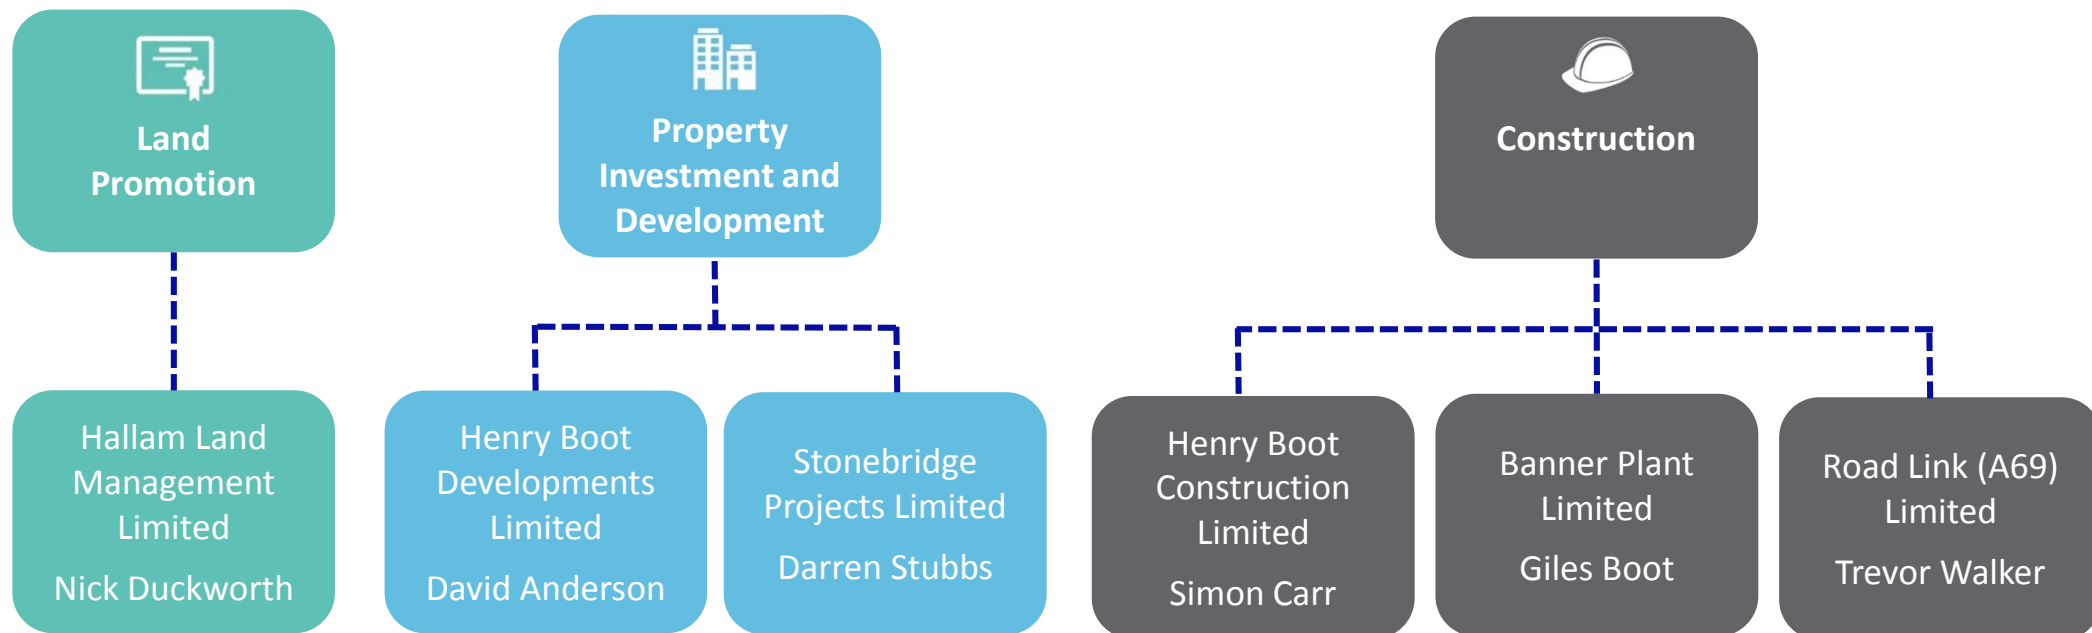 Land
Promotion
Property
Investment and
Development
Construction
Hallam Land
Management
Limited
Nick Duckworth
Henry Boot
Developments
Limited
David Anderson
Stonebridge
Projects Limited
Darren Stubbs
Henry Boot
Construction
Limited
Simon Carr
Banner Plant
Limited
Giles Boot
Road Link (A69)
Limited
Trevor Walker